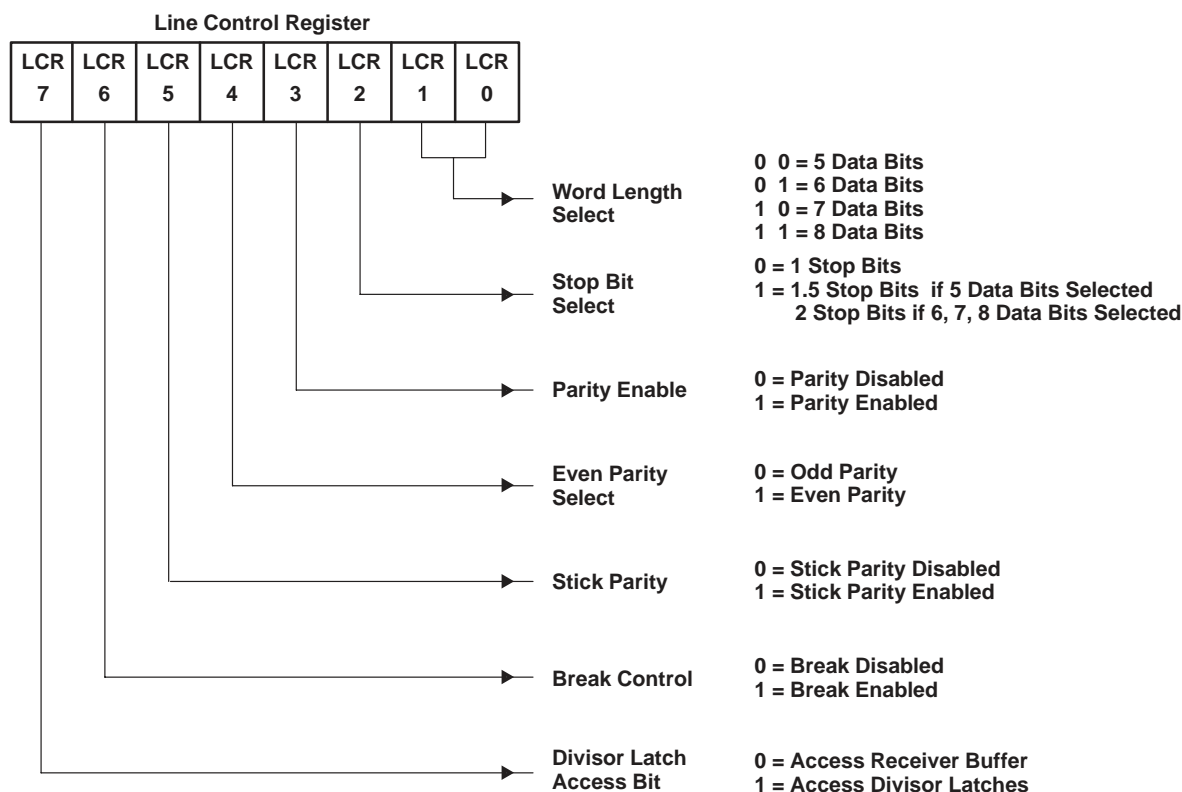 Line Control Register
LCR LCR LCR LCR LCR LCR LCR LCR
7 6 5 4 3 2 1 0
Word Length
Select
0 0 = 5 Data Bits
0 1 = 6 Data Bits
1 0 = 7 Data Bits
1 1 = 8 Data Bits
Stop Bit
Select
0 = 1 Stop Bits
1 = 1.5 Stop Bits if 5 Data Bits Selected
2 Stop Bits if 6, 7, 8 Data Bits Selected
Parity Enable
0 = Parity Disabled
1 = Parity Enabled
Even Parity
Select
0 = Odd Parity
1 = Even Parity
Stick Parity
0 = Stick Parity Disabled
1 = Stick Parity Enabled
Break Control
0 = Break Disabled
1 = Break Enabled
Divisor Latch
Access Bit
0 = Access Receiver Buffer
1 = Access Divisor Latches